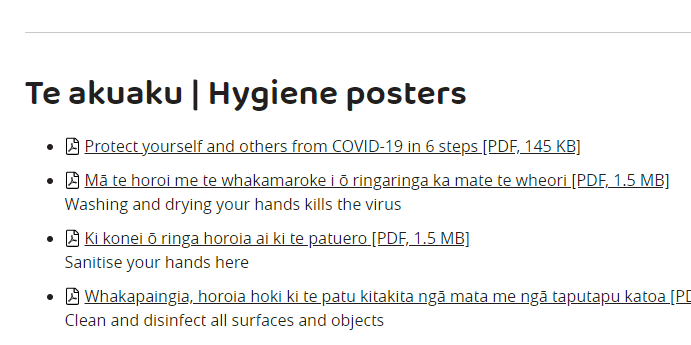 Te akuaku | Hygiene posters
Protect yourself and others from COVID-19 in 6 steps [PDF, 145 KB]
Mā te horoi me te whakamaroke i ō ringaringa ka mate te wheori [PDF, 1.5 MB]
Washing and drying your hands kills the virus
Ki konei ō ringa horoia ai ki te patuero [PDF, 1.5 MB]
Sanitise your hands here
Whakapaingia, horoia hoki ki te patu kitakita ngā mata me ngā taputapu katoa [PD
Clean and disinfect all surfaces and objects